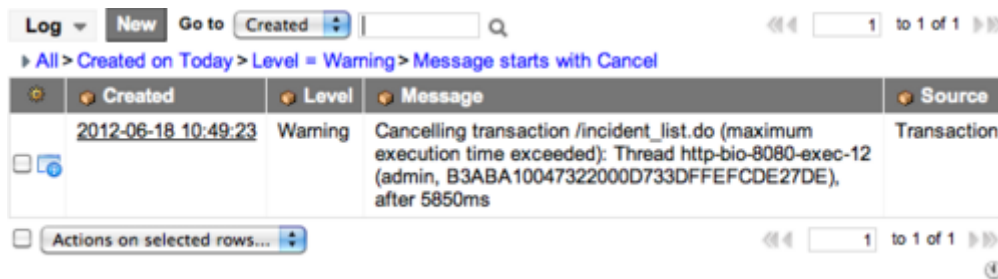 Log New Go to Created 1 to 1 of 1
All > Created on Today > Level = Warning > Message starts with Cancel
Created Level Message Source
2012-06-18 10:49:23 Warning Cancelling transaction /incident_list.do (maximum Transaction
execution time exceeded): Thread http-bio-8080-exec-12
(admin, B3ABA10047322000D733DFFEFCDE27DE),
after 5850ms
Actions on selected rows... 1 to 1 of 1